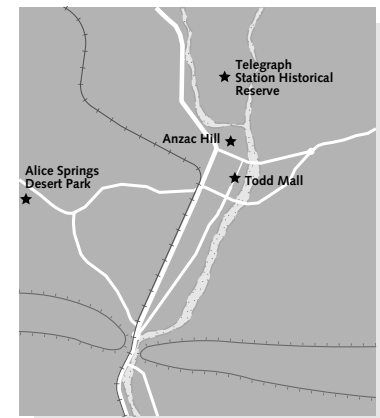 Telegraph
Station Historical
Reserve
Anzac Hill
Alice Springs
Desert Park
Todd Mall